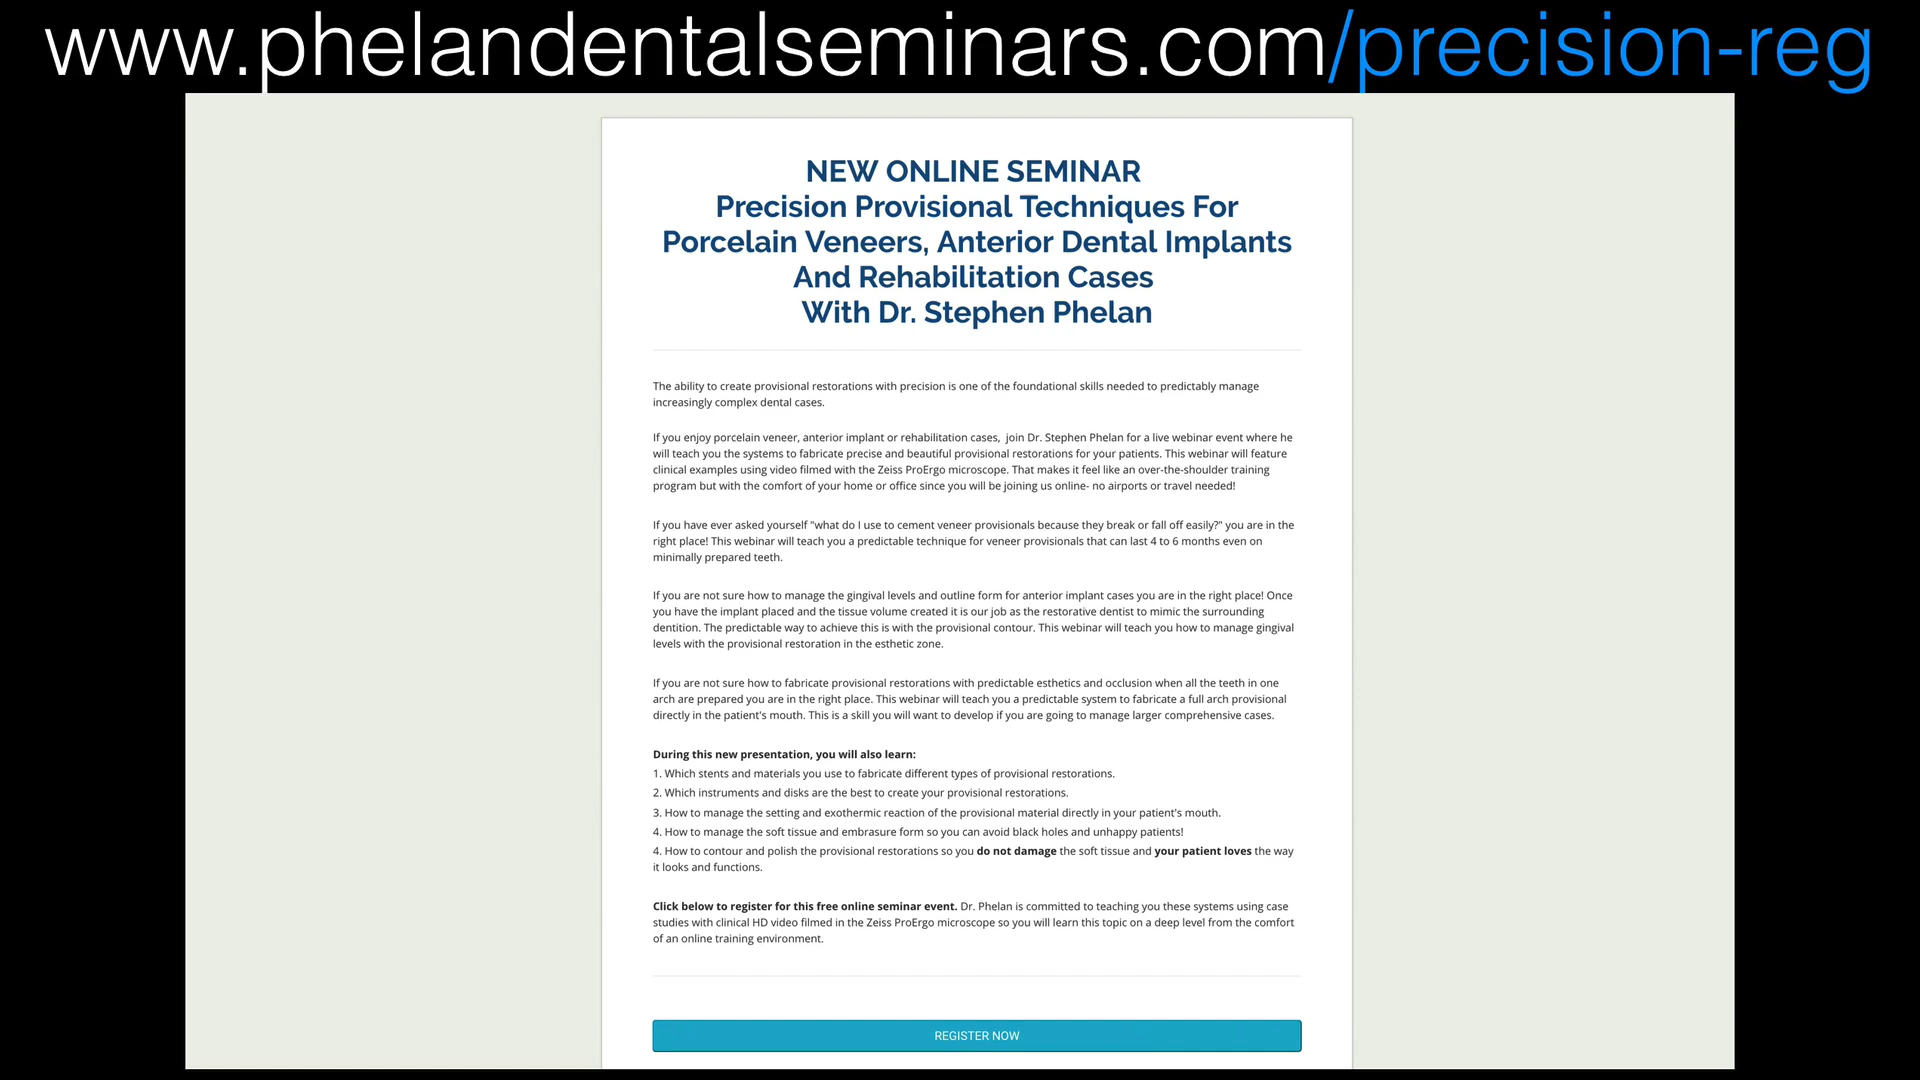 www.phelandentalseminars.com/precision-reg
NEW ONLINE SEMINAR
Precision Provisional Techniques For
Porcelain Veneers, Anterior Dental Implants
And Rehabilitation Cases
With Dr. Stephen Phelan
The ability to create provisional restorations with precision is one of the foundational skills needed to predictably manage
increasingly complex dental cases.
If you enjoy porcelain veneer, anterior implant or rehabilitation cases,  join Dr. Stephen Phelan for a live webinar event where he
will teach you the systems to fabricate precise and beautiful provisional restorations for your patients. This webinar will feature
clinical examples using video filmed with the Zeiss ProErgo microscope. That makes it feel like an over-the-shoulder training
program but with the comfort of your home or office since you will be joining us online- no airports or travel needed!
If you have ever asked yourself "what do I use to cement veneer provisionals because they break or fall off easily?" you are in the
right place! This webinar will teach you a predictable technique for veneer provisionals that can last 4 to 6 months even on
minimally prepared teeth.
If you are not sure how to manage the gingival levels and outline form for anterior implant cases you are in the right place! Once
you have the implant placed and the tissue volume created it is our job as the restorative dentist to mimic the surrounding
dentition. The predictable way to achieve this is with the provisional contour. This webinar will teach you how to manage gingival
levels with the provisional restoration in the esthetic zone.
If you are not sure how to fabricate provisional restorations with predictable esthetics and occlusion when all the teeth in one
arch are prepared you are in the right place. This webinar will teach you a predictable system to fabricate a full arch provisional
directly in the patient's mouth. This is a skill you will want to develop if you are going to manage larger comprehensive cases.
During this new presentation, you will also learn:
1. Which stents and materials you use to fabricate different types of provisional restorations.
2. Which instruments and disks are the best to create your provisional restorations.
3. How to manage the setting and exothermic reaction of the provisional material directly in your patient's mouth.
4. How to manage the soft tissue and embrasure form so you can avoid black holes and unhappy patients!
4. How to contour and polish the provisional restorations so you do not damage the soft tissue and your patient loves the way
it looks and functions.
Click below to register for this free online seminar event. Dr. Phelan is committed to teaching you these systems using case
studies with clinical HD video filmed in the Zeiss ProErgo microscope so you will learn this topic on a deep level from the comfort
of an online training environment.
REGISTER NOW